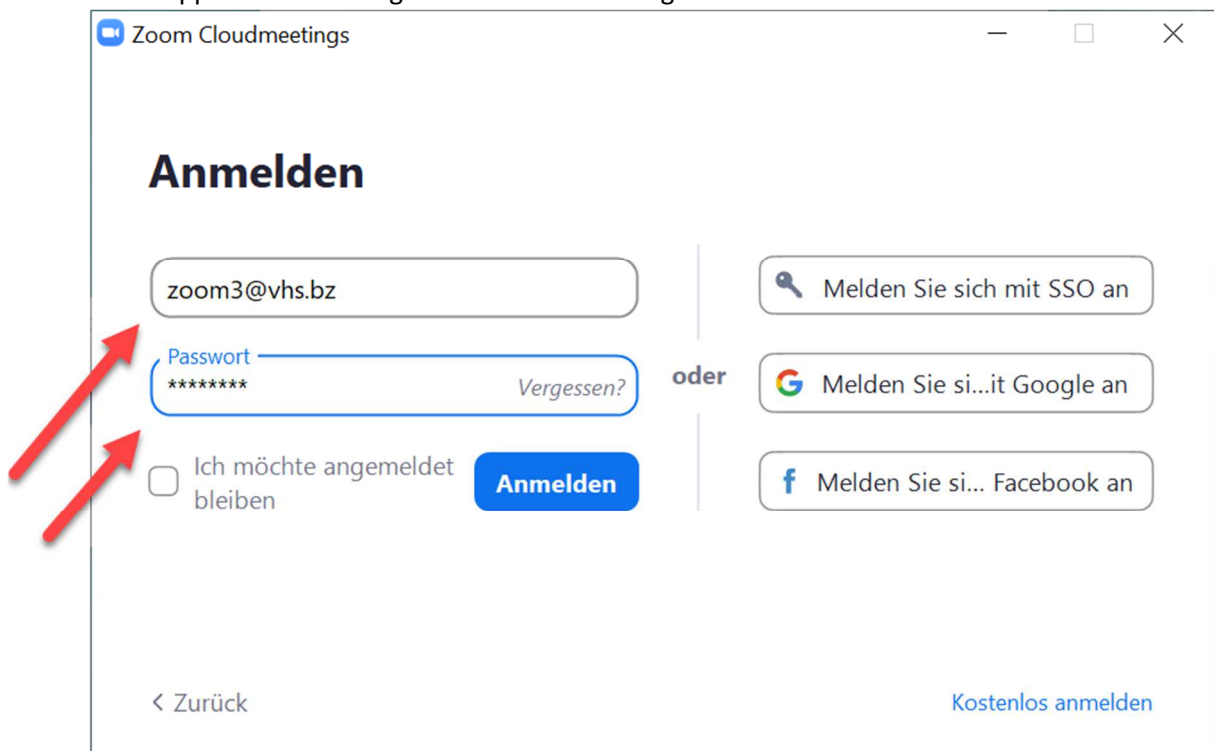 Zoom Cloudmeetings
Anmelden
zoom3@vhs.bz
Passwort
******** Vergessen?
Ich möchte angemeldet
bleiben
Anmelden
oder
Melden Sie sich mit SSO an
Melden Sie si...it Google an
Melden Sie si... Facebook an
< Zurück
Kostenlos anmelden